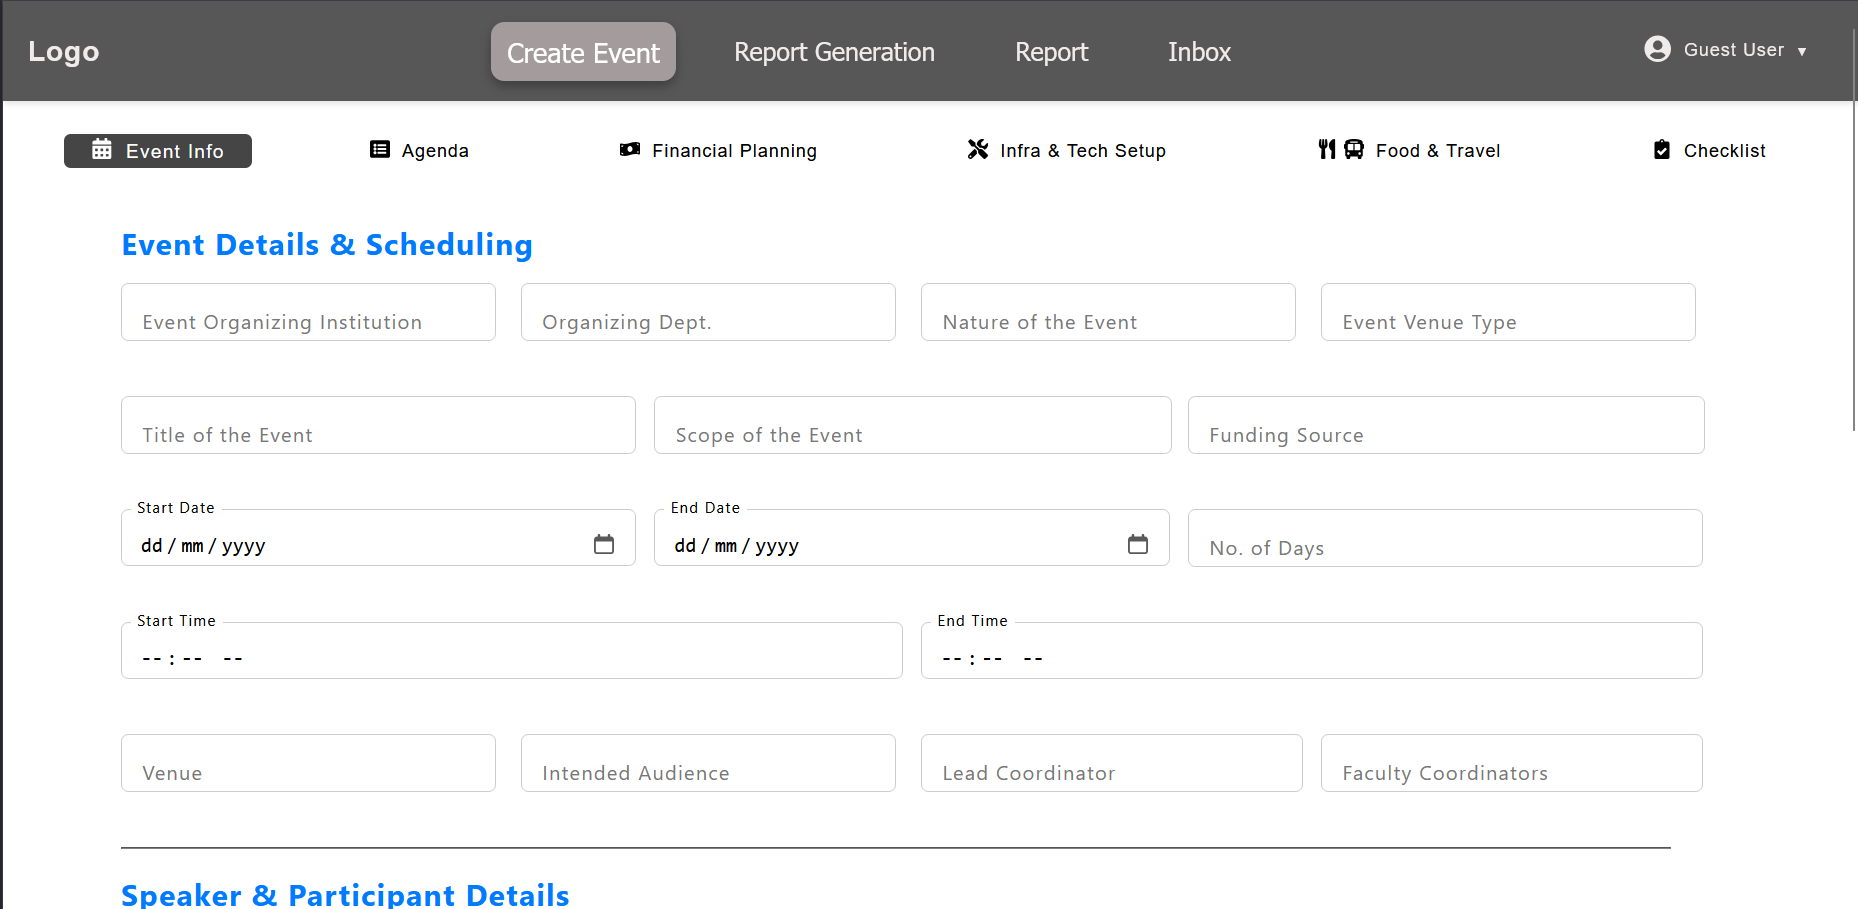 Logo
Create Event
Report Generation
Report
Inbox
Guest User ▼
Event Info
Agenda
Financial Planning
Infra & Tech Setup
Food & Travel
Checklist
Event Details & Scheduling
Event Organizing Institution
Organizing Dept.
Nature of the Event
Event Venue Type
Title of the Event
Scope of the Event
Funding Source
Start Date
dd/mm/yyyy
End Date
dd/mm/yyyy
No. of Days
Start Time
--:-- --
End Time
--:-- --
Venue
Intended Audience
Lead Coordinator
Faculty Coordinators
Speaker & Participant Details